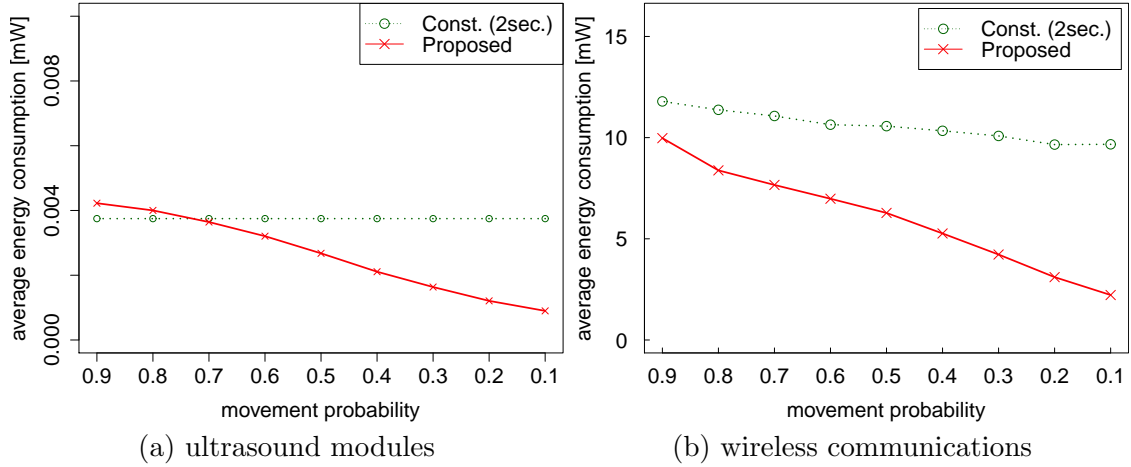 average energy consumption [mW]
0.008
0.004
0.000
Const. (2sec.)
Proposed
0.9 0.8 0.7 0.6 0.5 0.4 0.3 0.2 0.1
movement probability
(a) ultrasound modules
average energy consumption [mW]
15
10
5
0
Const. (2sec.)
Proposed
0.9 0.8 0.7 0.6 0.5 0.4 0.3 0.2 0.1
movement probability
(b) wireless communications